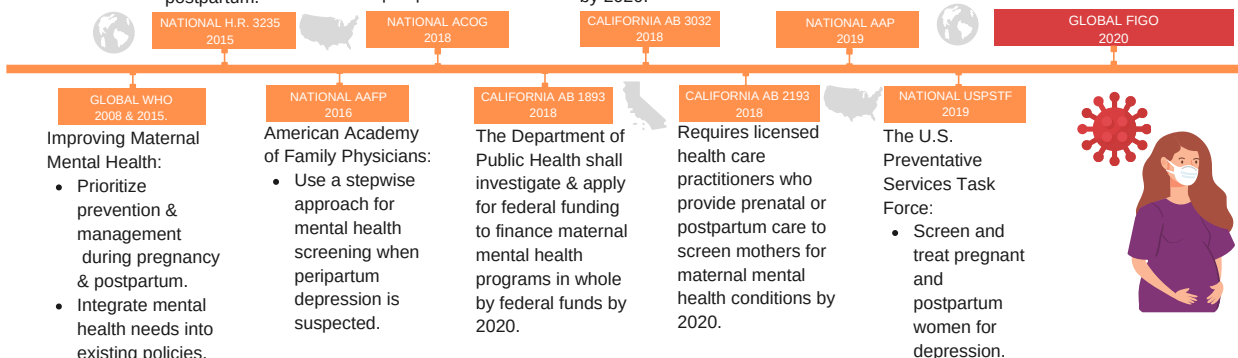 postpartum.
by 2020.
NATIONAL H.R. 3235
2015
NATIONAL ACOG
2018
CALIFORNIA AB 3032
2018
NATIONAL AAP
2019
GLOBAL FIGO
2020
GLOBAL WHO
2008 & 2015.
Improving Maternal
Mental Health:
• Prioritize
prevention &
management
during pregnancy
& postpartum.
• Integrate mental
health needs into
existing policies.
NATIONAL AAFP
2016
American Academy
of Family Physicians:
• Use a stepwise
approach for
mental health
screening when
peripartum
depression is
suspected.
CALIFORNIA AB 1893
2018
The Department of
Public Health shall
investigate & apply
for federal funding
to finance maternal
mental health
programs in whole
by federal funds by
2020.
CALIFORNIA AB 2193
2018
Requires licensed
health care
practitioners who
provide prenatal or
postpartum care to
screen mothers for
maternal mental
health conditions by
2020.
NATIONAL USPSTF
2019
The U.S.
Preventative
Services Task
Force:
• Screen and
treat pregnant
and
postpartum
women for
depression.